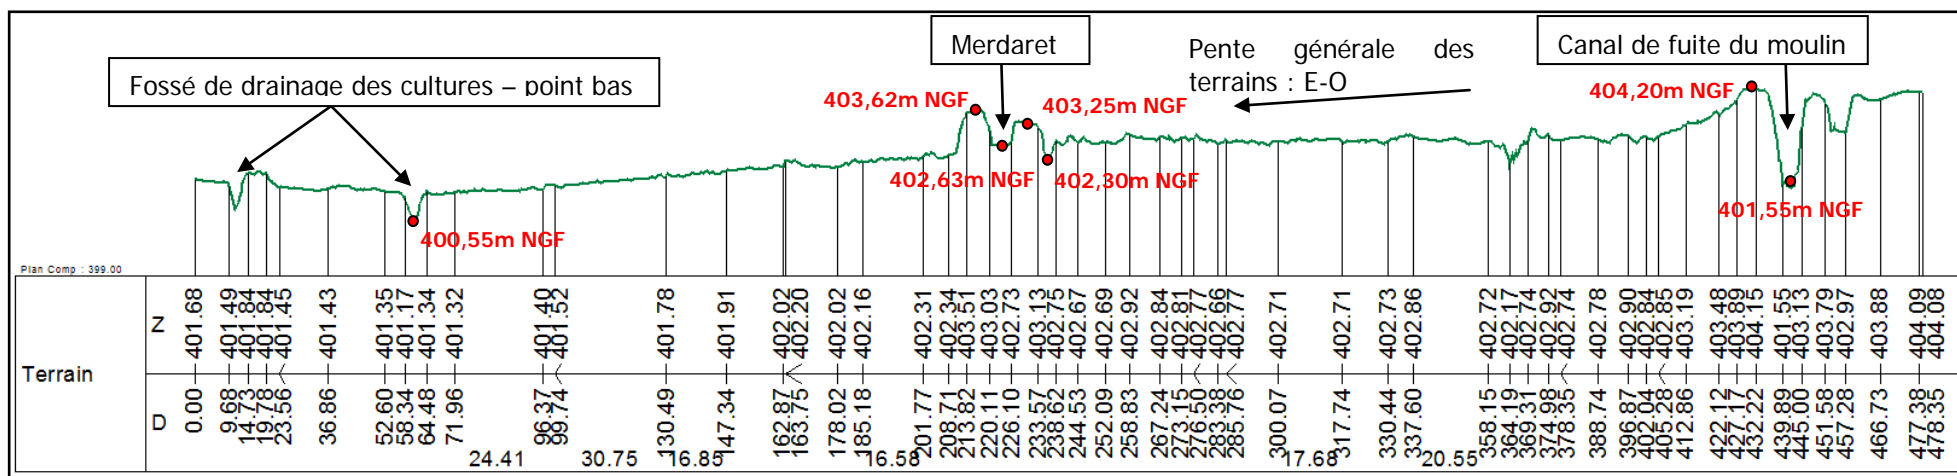 Fossé de drainage des cultures – point bas
Merdaret
Pente générale des
terrains : E-O
Canal de fuite du moulin
403,62m NGF
403,25m NGF
404,20m NGF
402,63m NGF
402,30m NGF
401,55m NGF
400,55m NGF
Plan Comp : 399.00
Terrain
Z
401.68 401.49 401.84 401.84 401.45 401.43 401.35 401.17 401.34 401.32 401.40 401.52 401.78 401.91 402.02 402.20 402.02 402.16 402.31 402.34 403.51 403.03 402.73 403.13 402.75 402.67 402.69 402.92 402.84 402.81 402.77 402.66 402.77 402.71 402.71 402.73 402.86 402.72 402.17 402.74 402.92 402.74 402.78 402.90 402.84 402.85 403.19 403.48 403.89 404.15 401.55 403.13 403.79 402.97 403.88 404.09 404.08
D
0.00 9.68 14.73 19.78 23.56 36.86 52.60 58.34 64.48 71.96 96.37 99.74 130.49 147.34 162.87 163.75 178.02 185.18 201.77 208.71 213.82 220.11 226.10 233.57 238.62 244.53 252.09 258.83 267.24 273.15 276.50 283.38 285.76 300.07 317.74 330.44 337.60 358.15 364.19 369.31 374.98 378.35 388.74 396.87 402.04 405.28 412.86 422.12 427.17 432.22 439.89 445.00 451.58 457.28 466.73 477.38 478.35
24.41 30.75 16.85 16.58 17.68 20.55